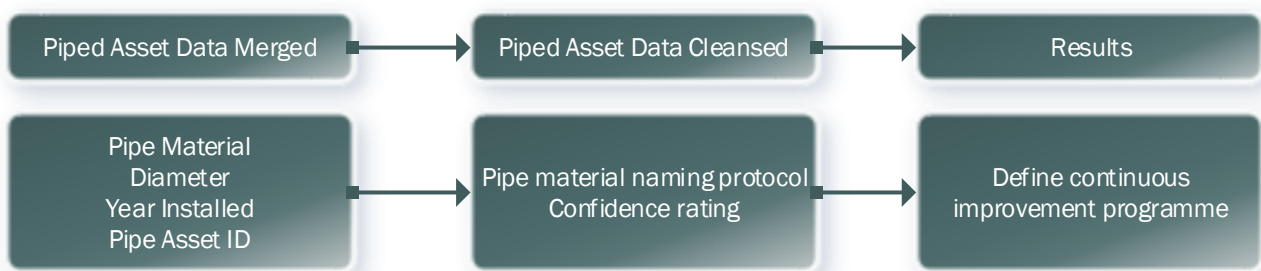 Piped Asset Data Merged
Piped Asset Data Cleansed
Results
Pipe Material
Diameter
Year Installed
Pipe Asset ID
Pipe material naming protocol
Confidence rating
Define continuous
improvement programme